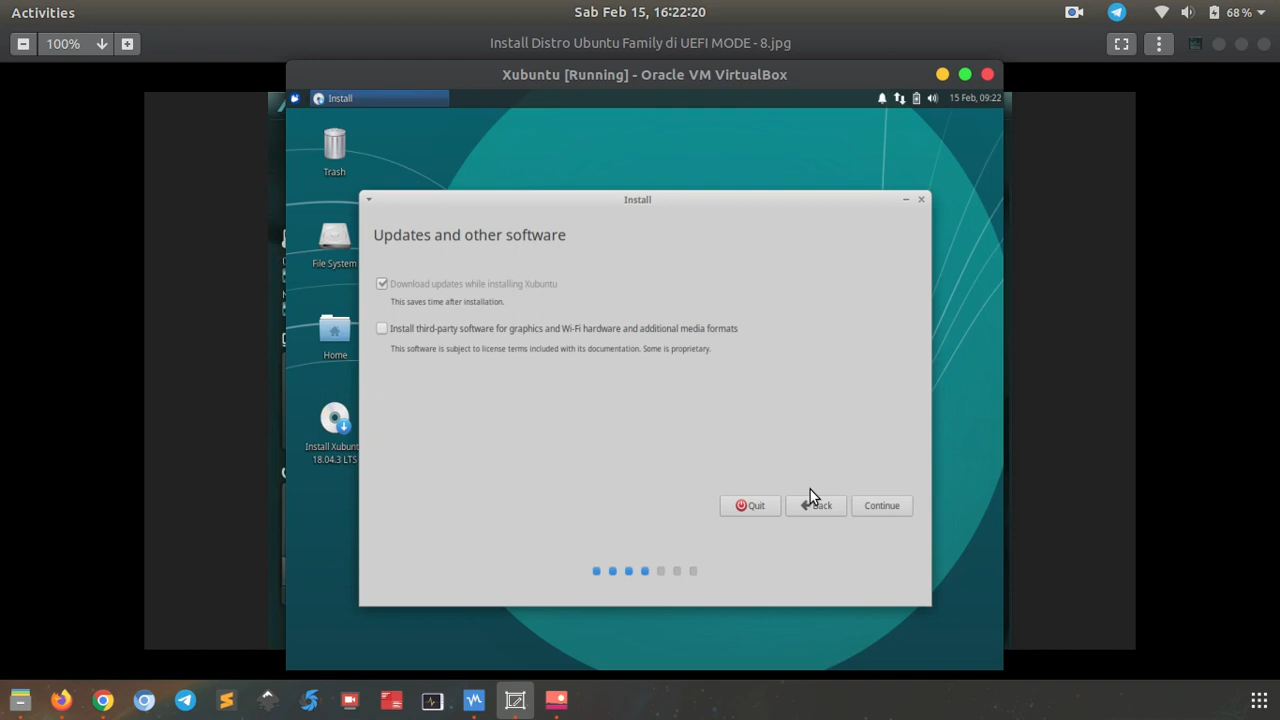 Activities
Sab Feb 15, 16:22:20
68 %
100%
Install Distro Ubuntu Family di UEFI MODE - 8.jpg
Xubuntu [Running] - Oracle VM VirtualBox
Install
15 Feb, 09:22
Trash
File System
Home
Install Xubunt
18.04.3 LTS
Install
Updates and other software
Download updates while installing Xubuntu
This saves time after installation.
Install third-party software for graphics and Wi-Fi hardware and additional media formats
This software is subject to license terms included with its documentation. Some is proprietary.
Quit
Back
Continue